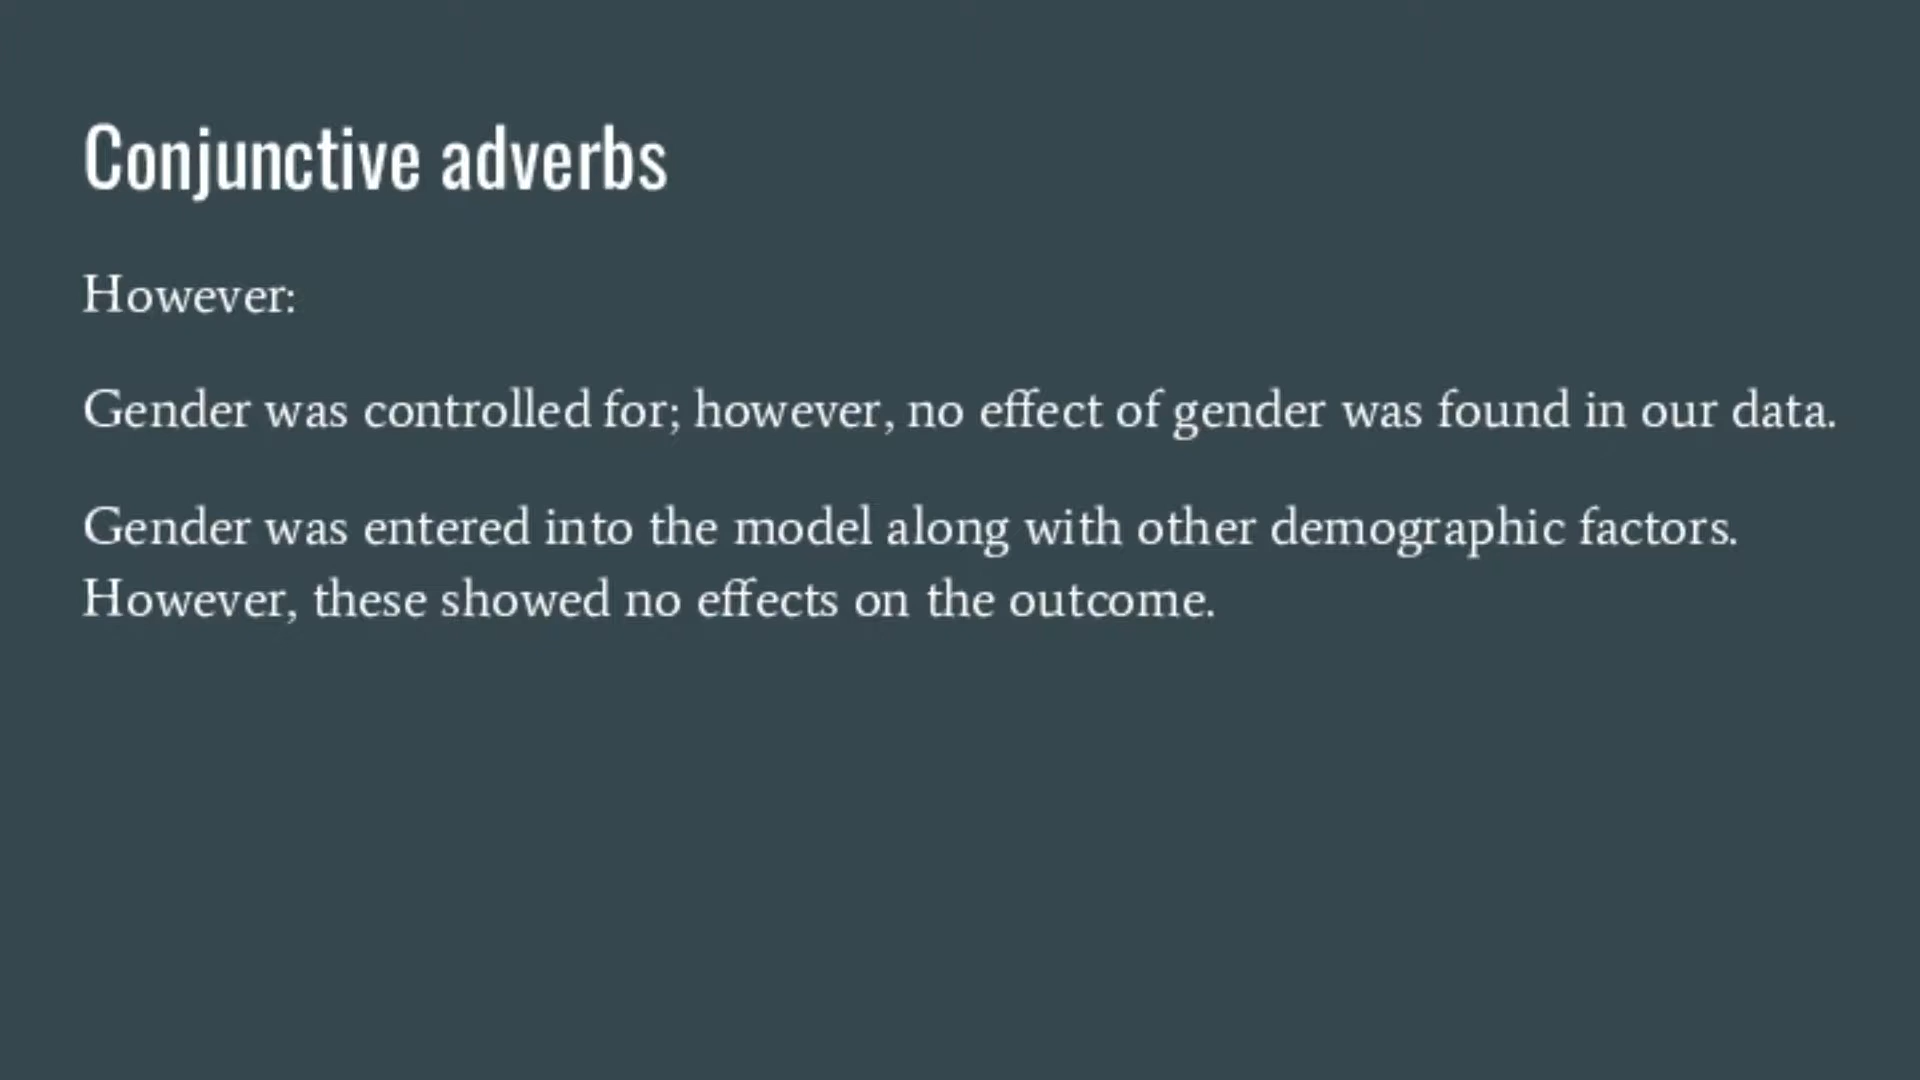 Conjunctive adverbs
However:
Gender was controlled for; however, no effect of gender was found in our data.
Gender was entered into the model along with other demographic factors.
However, these showed no effects on the outcome.